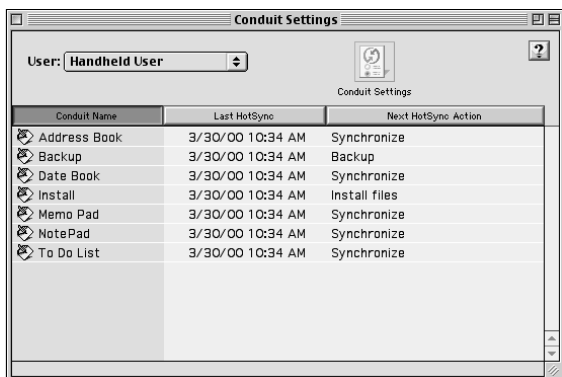 Conduit Settings
User: Handheld User
?
Conduit Settings
Conduit Name Last HotSync Next HotSync Action
Address Book 3/30/00 10:34 AM Synchronize
Backup 3/30/00 10:34 AM Backup
Date Book 3/30/00 10:34 AM Synchronize
Install 3/30/00 10:34 AM Install files
Memo Pad 3/30/00 10:34 AM Synchronize
NotePad 3/30/00 10:34 AM Synchronize
To Do List 3/30/00 10:34 AM Synchronize